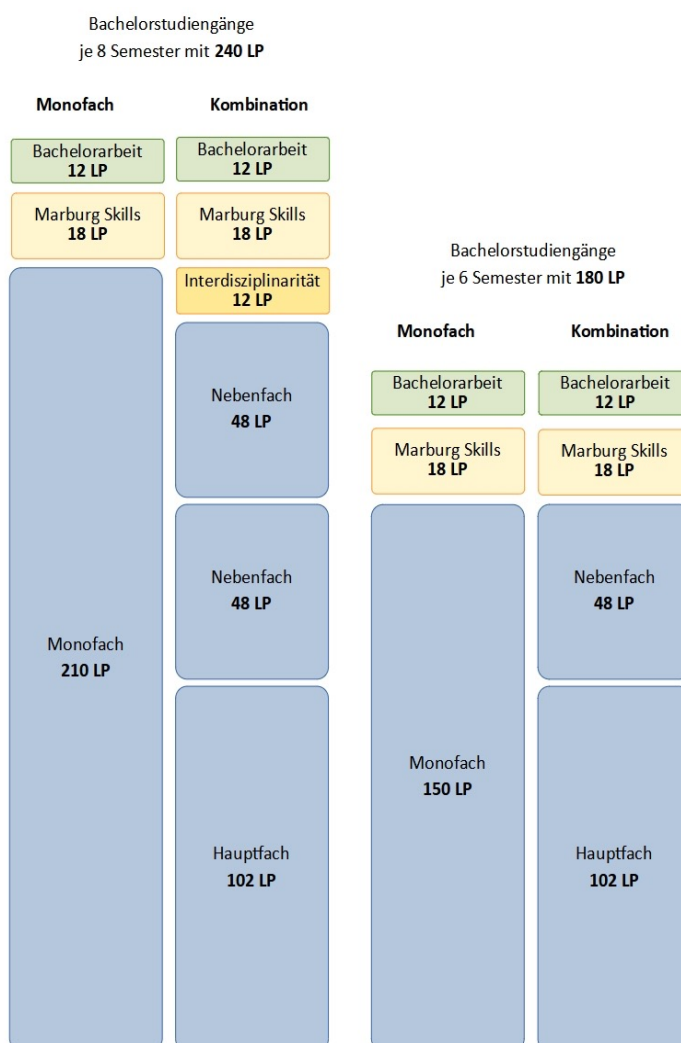 Bachelorstudiengänge
je 8 Semester mit 240 LP
Monofach
Bachelorarbeit
12 LP
Marburg Skills
18 LP
Monofach
210 LP
Kombination
Bachelorarbeit
12 LP
Marburg Skills
18 LP
Interdisziplinarität
12 LP
Nebenfach
48 LP
Nebenfach
48 LP
Hauptfach
102 LP
Bachelorstudiengänge
je 6 Semester mit 180 LP
Monofach
Bachelorarbeit
12 LP
Marburg Skills
18 LP
Monofach
150 LP
Kombination
Bachelorarbeit
12 LP
Marburg Skills
18 LP
Nebenfach
48 LP
Hauptfach
102 LP